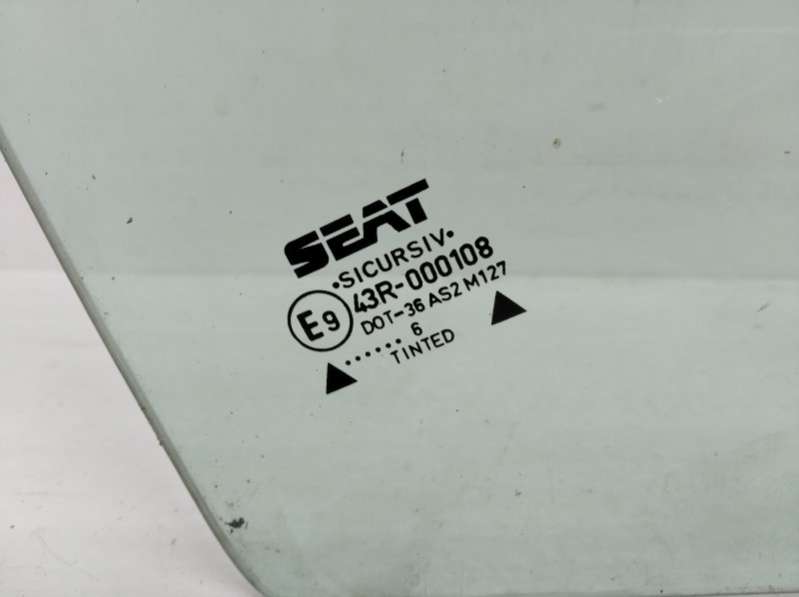 SEAT
•SICURSIV•
E9 43R-000108
DOT-36 AS2 M127
...... 6
TINTED